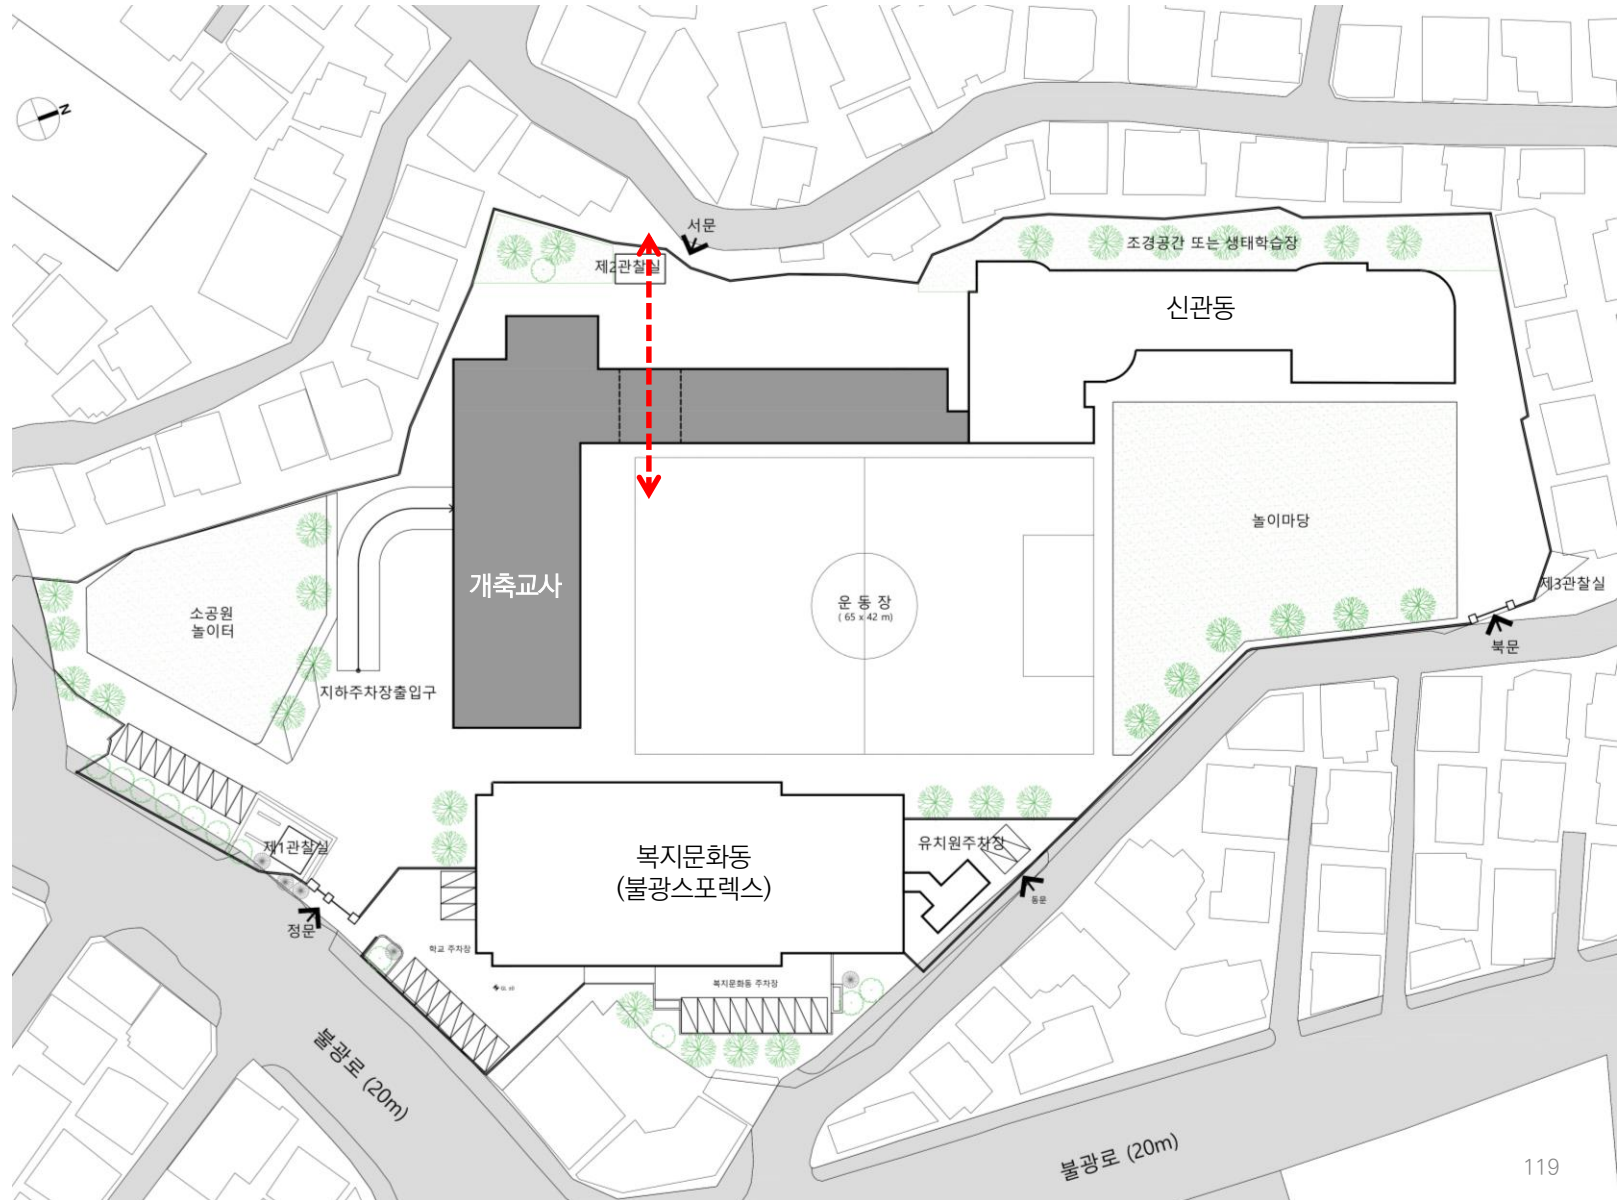 N
서문
제2관찰실
조경공간 또는 생태학습장
신관동
놀이마당
개축교사
운 동 장
( 65 x 42 m)
제3관찰실
북문
소공원
놀이터
지하주차장출입구
제1관찰실
정문
복지문화동
(불광스포렉스)
유치원주차장
동문
학교 주차장
복지문화동 주차장
불광로 (20m)
불광로 (20m)
119